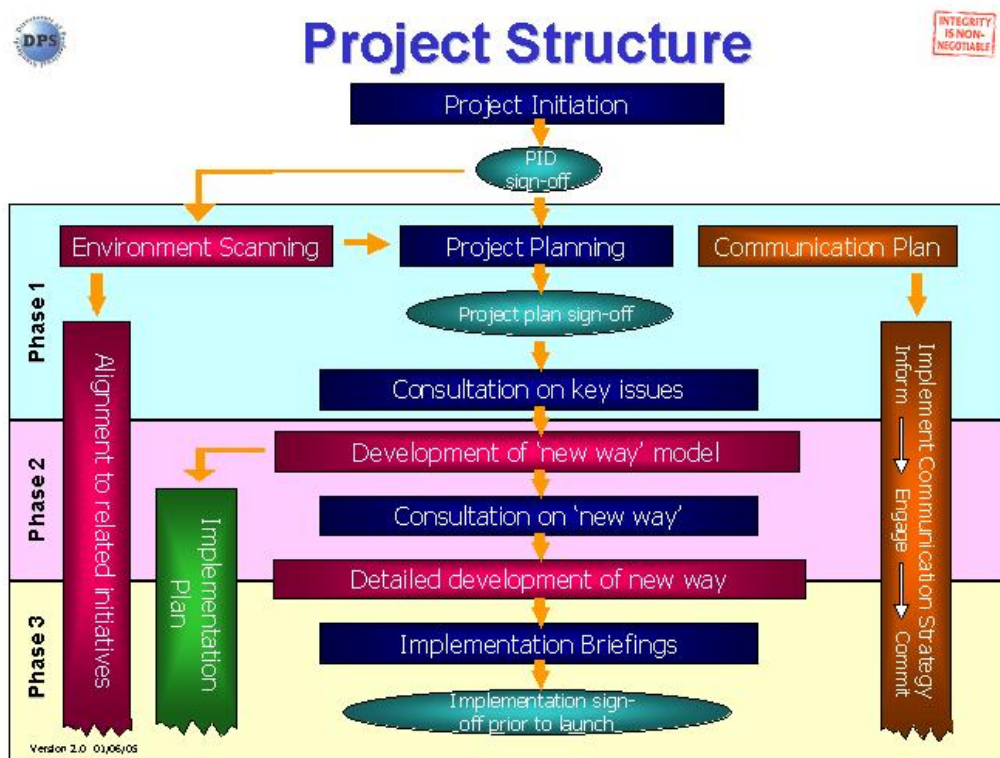 DPS
Project Structure
INTEGRITY
IS NON-
NEGOTIABLE
Project Initiation
PID
sign-off
Phase 1
Environment Scanning
Project Planning
Communication Plan
Project plan sign-off
Consultation on key issues
Alignment to related initiatives
Implement Communication Strategy
Inform
Engage
Commit
Phase 2
Development of 'new way' model
Implementation
Plan
Consultation on 'new way'
Detailed development of new way
Phase 3
Implementation Briefings
Implementation sign-
off prior to launch
Version 2.0